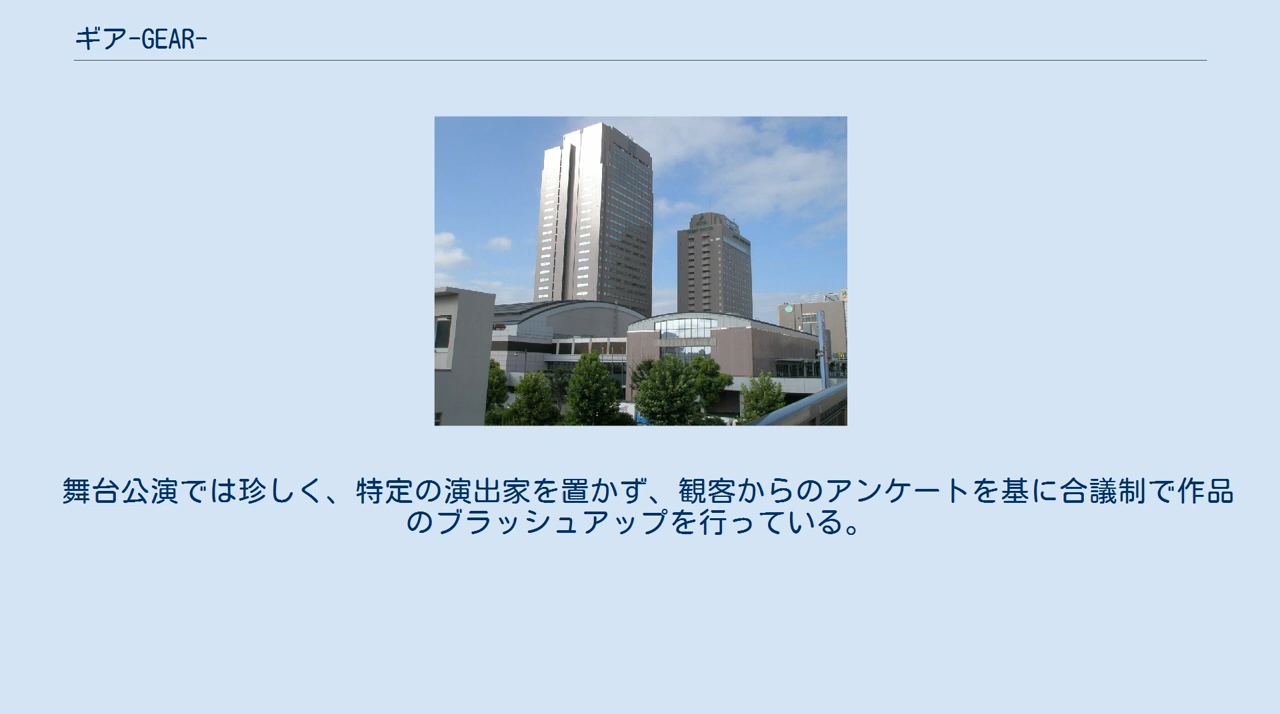 ギア-GEAR-
舞台公演では珍しく、特定の演出家を置かず、観客からのアンケートを基に合議制で作品
のブラッシュアップを行っている。